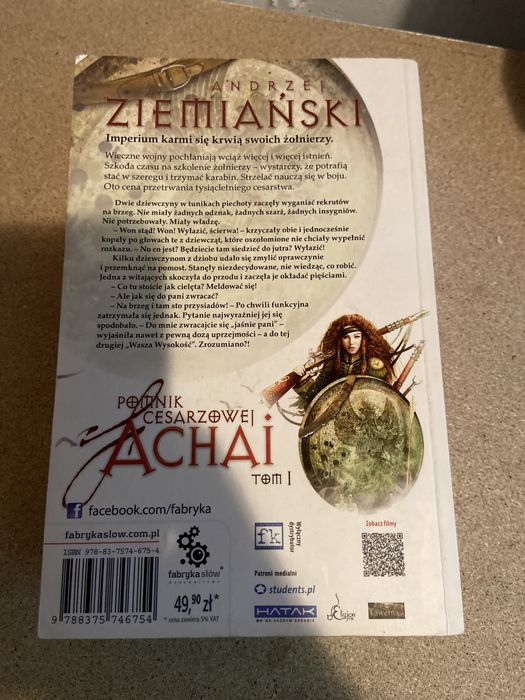 ANDRZEJ
ZIEMIAŃSKI
Imperium karmi się krwią swoich żołnierzy.
Wieczne wojny pochłaniają wciąż więcej i więcej istnień.
Szkoda czasu na szkolenie żołnierzy – wystarczy, że potrafią
stać w szeregu i trzymać karabin. Strzelać nauczą się w boju.
Oto cena przetrwania tysiącletniego cesarstwa.
Dwie dziewczyny w tunikach piechoty zaczęły wyganiać rekrutów
na brzeg. Nie miały żadnych odznak, żadnych szarż, żadnych insygniów.
Nie potrzebowały. Miały władzę.
– Won stąd! Won! Wyłazić, ścierwa! – krzyczały obie i jednocześnie
kopały po głowach te z dziewcząt, które oszołomione nie chciały wypełnić
rozkazu. – No co jest? Będziecie tam siedzieć do jutra? Wyłazić!
Kilku dziewczynom z dziobu udało się zmylić oprawczynie
i przemknąć na pomost. Stanęły niezdecydowane, nie wiedząc, co robić.
Jedna z witających skoczyła do przodu i zaczęła je okładać pięściami.
– Co tu stoicie jak cielęta? Meldować się!
– Ale jak się do pani zwracać?
– Na brzeg i tam sto przysiadów! – Po chwili funkcyjna
zatrzymała się jednak. Pytanie najwyraźniej jej się
spodobało. – Do mnie zwracajcie się „jaśnie pani” –
wyjaśniła nawet z pewną dozą uprzejmości – a do tej
drugiej „Wasza Wysokość”. Zrozumiano?!
POMNIK
CESARZOWEJ
ACHAI
TOM I
f facebook.com/fabryka
fabrykaslow.com.pl
ISBN 978-83-7574-675-4
9 788375 746754
fabryka słów®
WYDAWNICTWO
49,90 zł*
* cena zawiera 5% VAT
fk
Wyłączny
dystrybutor
Patroni medialni
students.pl
HATAK
Zobacz filmy